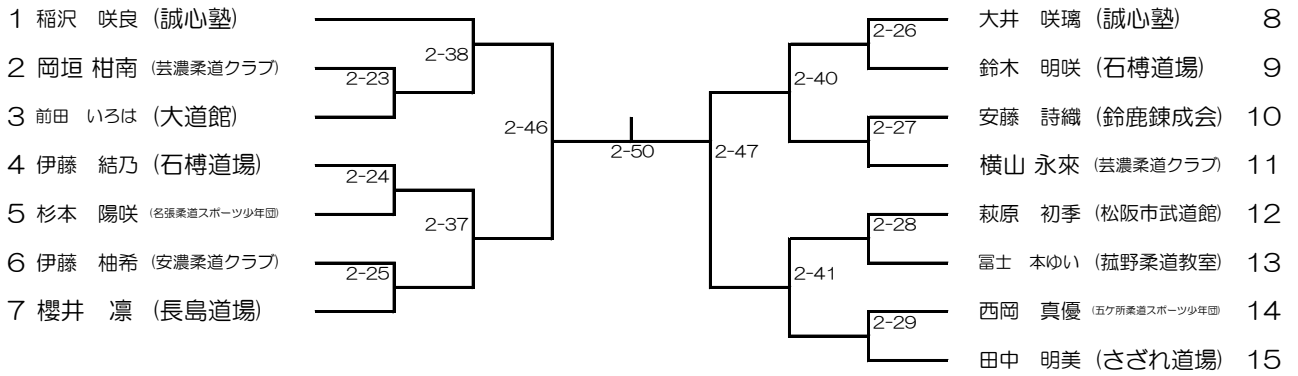 1 稲沢　咲良 (誠心塾)
2 岡垣 柑南 (芸濃柔道クラブ)
3 前田　いろは (大道館)
4 伊藤　結乃 (石榑道場)
5 杉本　陽咲 (名張柔道スポーツ少年団)
6 伊藤　柚希 (安濃柔道クラブ)
7 櫻井　凛 (長島道場)
2-23
2-24
2-25
2-38
2-37
2-46
2-50
2-47
2-40
2-41
2-26
2-27
2-28
2-29
大井　咲璃 (誠心塾) 8
鈴木　明咲 (石榑道場) 9
安藤　詩織 (鈴鹿錬成会) 10
横山 永來 (芸濃柔道クラブ) 11
萩原　初季 (松阪市武道館) 12
冨士　本ゆい (菰野柔道教室) 13
西岡　真優 (五ケ所柔道スポーツ少年団) 14
田中　明美 (さざれ道場) 15